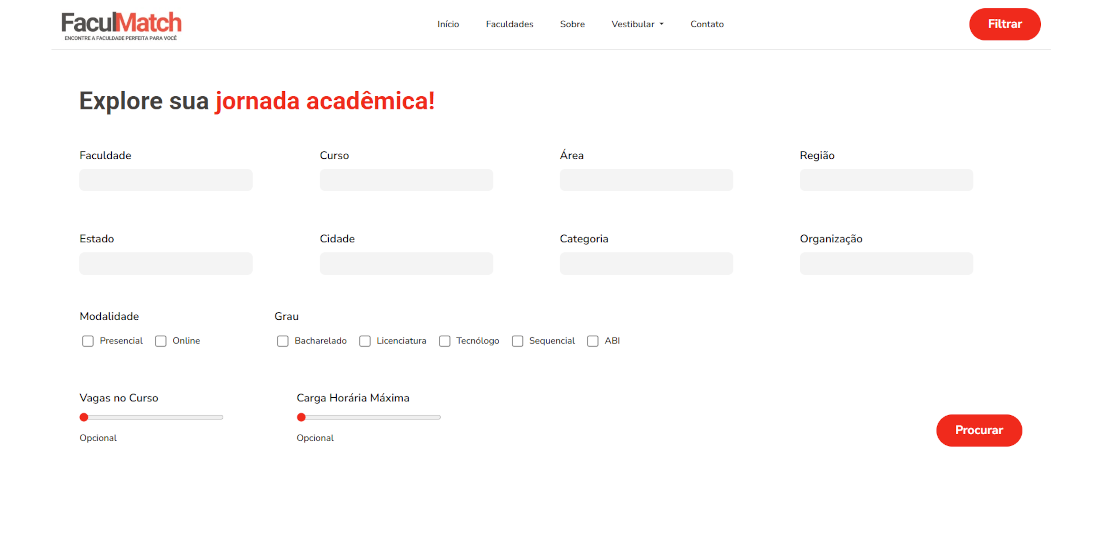 FaculMatch
ENCONTRE A FACULDADE PERFEITA PARA VOCÊ
Início Faculdades Sobre Vestibular Contato
Filtrar
Explore sua jornada acadêmica!
Faculdade Curso Área Região
Estado Cidade Categoria Organização
Modalidade Grau
Presencial Online Bacharelado Licenciatura Tecnólogo Sequencial ABI
Vagas no Curso Carga Horária Máxima
Opcional Opcional
Procurar